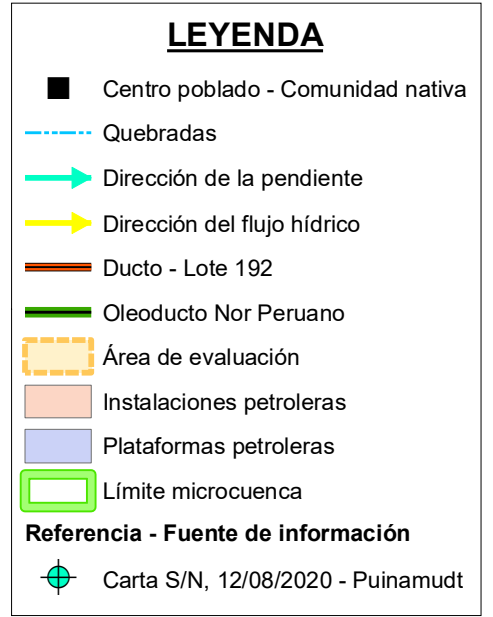 LEYENDA
Centro poblado - Comunidad nativa
Quebradas
Dirección de la pendiente
Dirección del flujo hídrico
Ducto - Lote 192
Oleoducto Nor Peruano
Área de evaluación
Instalaciones petroleras
Plataformas petroleras
Límite microcuenca
Referencia - Fuente de información
Carta S/N, 12/08/2020 - Puinamudt